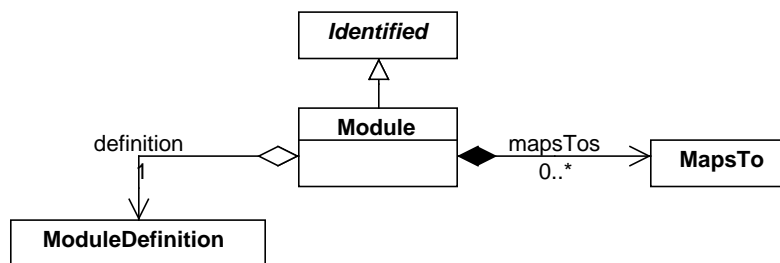 Identified
Module
definition
1
mapsTos
0..*
MapsTo
ModuleDefinition